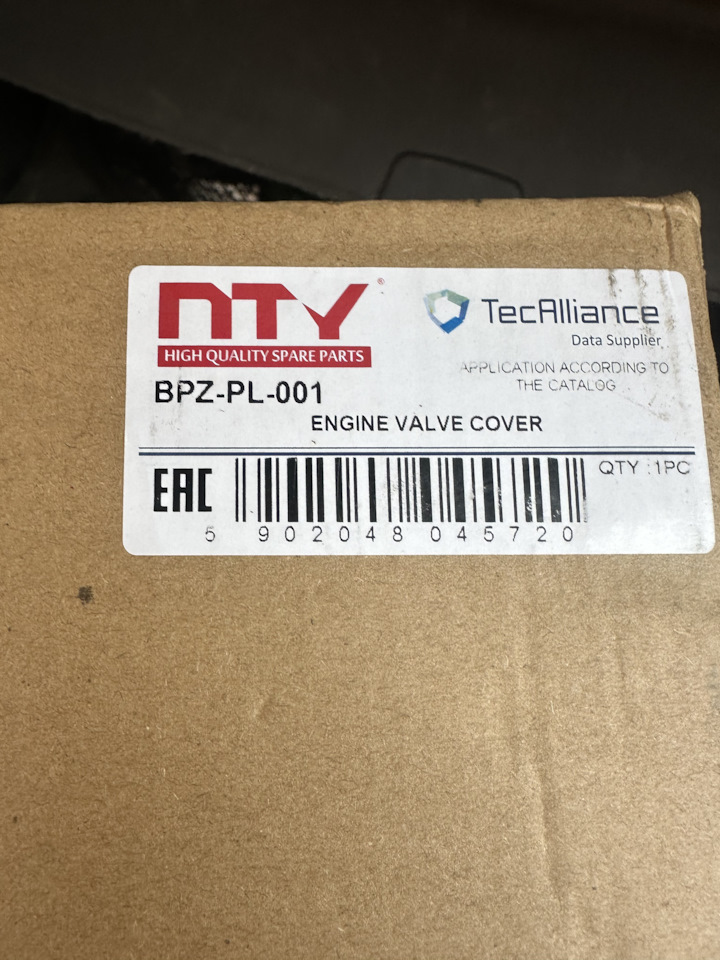 NTY®
HIGH QUALITY SPARE PARTS
TecAlliance
Data Supplier
APPLICATION ACCORDING TO
THE CATALOG
BPZ-PL-001
ENGINE VALVE COVER
EAC
QTY :1PC
5 902048 045720